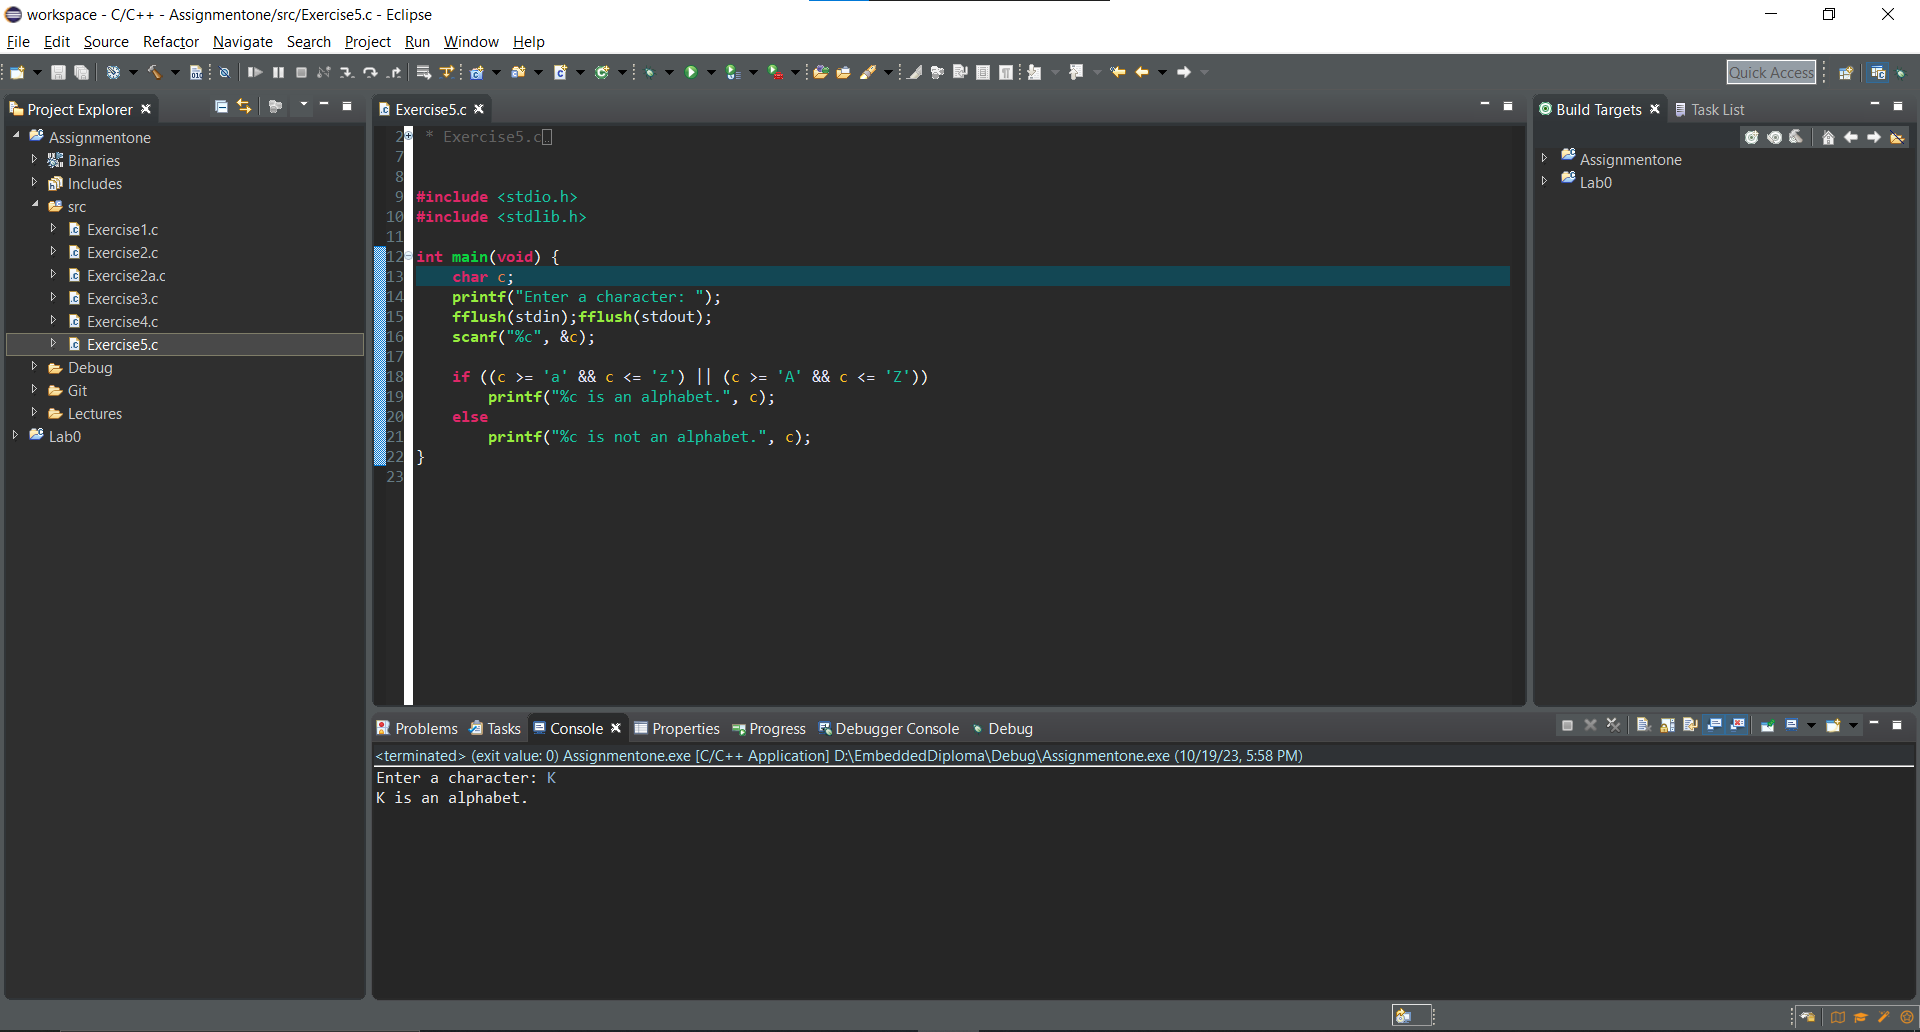 workspace - C/C++ - Assignmentone/src/Exercise5.c - Eclipse
File Edit Source Refactor Navigate Search Project Run Window Help
Quick Access
Project Explorer
Assignmentone
Binaries
Includes
src
Exercise1.c
Exercise2.c
Exercise2a.c
Exercise3.c
Exercise4.c
Exercise5.c
Debug
Git
Lectures
Lab0
Exercise5.c
2 * Exercise5.c
7
8
9 #include <stdio.h>
10 #include <stdlib.h>
11
12 int main(void) {
13 char c;
14 printf("Enter a character: ");
15 fflush(stdin);fflush(stdout);
16 scanf("%c", &c);
17
18 if ((c >= 'a' && c <= 'z') || (c >= 'A' && c <= 'Z'))
19 printf("%c is an alphabet.", c);
20 else
21 printf("%c is not an alphabet.", c);
22 }
23
Build Targets Task List
Assignmentone
Lab0
Problems Tasks Console Properties Progress Debugger Console Debug
<terminated> (exit value: 0) Assignmentone.exe [C/C++ Application] D:\EmbeddedDiploma\Debug\Assignmentone.exe (10/19/23, 5:58 PM)
Enter a character: K
K is an alphabet.